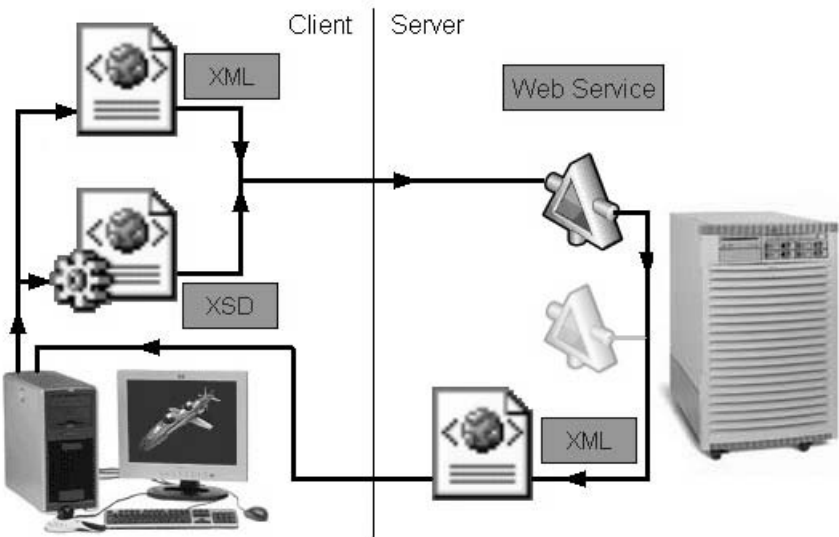 Client
Server
XML
Web Service
XSD
XML